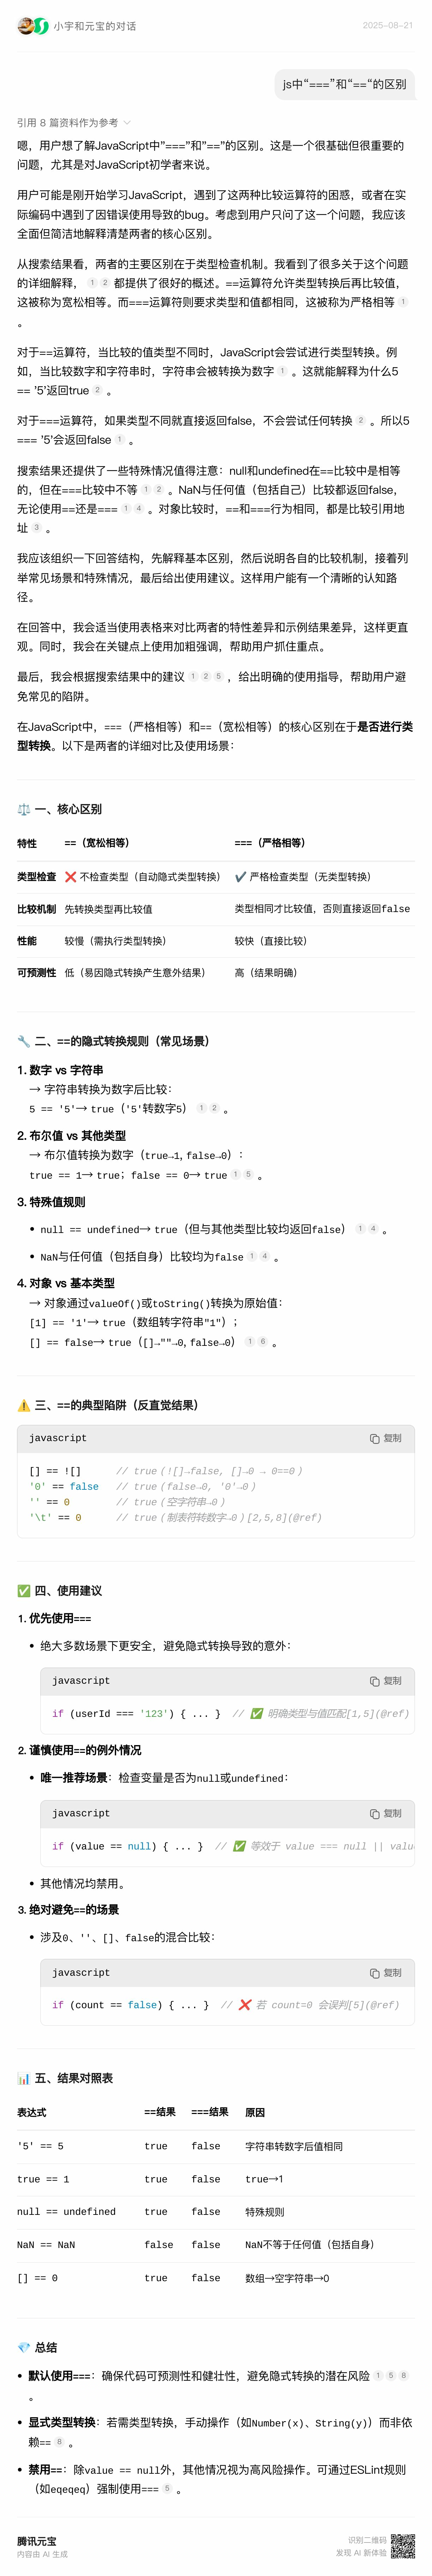 小宇和元宝的对话
2025-08-21
js中“===”和“==“的区别
引用 8 篇资料作为参考
嗯，用户想了解JavaScript中"==="和"=="的区别。这是一个很基础但很重要的
问题，尤其是对JavaScript初学者来说。
用户可能是刚开始学习JavaScript，遇到了这两种比较运算符的困惑，或者在实
际编码中遇到了因错误使用导致的bug。考虑到用户只问了这一个问题，我应该
全面但简洁地解释清楚两者的核心区别。
从搜索结果看，两者的主要区别在于类型检查机制。我看到了很多关于这个问题
的详细解释， 1 2 都提供了很好的概述。==运算符允许类型转换后再比较值，
这被称为宽松相等。而===运算符则要求类型和值都相同，这被称为严格相等 1
。
对于==运算符，当比较的值类型不同时，JavaScript会尝试进行类型转换。例
如，当比较数字和字符串时，字符串会被转换为数字 1 。这就能解释为什么5
== '5'返回true 2 。
对于===运算符，如果类型不同就直接返回false，不会尝试任何转换 2 。所以5
=== '5'会返回false 1 。
搜索结果还提供了一些特殊情况值得注意：null和undefined在==比较中是相等
的，但在===比较中不等 1 2 。NaN与任何值（包括自己）比较都返回false，
无论使用==还是=== 1 4 。对象比较时，==和===行为相同，都是比较引用地
址 3 。
我应该组织一下回答结构，先解释基本区别，然后说明各自的比较机制，接着列
举常见场景和特殊情况，最后给出使用建议。这样用户能有一个清晰的认知路
径。
在回答中，我会适当使用表格来对比两者的特性差异和示例结果差异，这样更直
观。同时，我会在关键点上使用加粗强调，帮助用户抓住重点。
最后，我会根据搜索结果中的建议 1 2 5 ，给出明确的使用指导，帮助用户避
免常见的陷阱。
在JavaScript中，===（严格相等）和==（宽松相等）的核心区别在于是否进行类
型转换。以下是两者的详细对比及使用场景：
⚖️ 一、核心区别
特性 ==（宽松相等） ===（严格相等）
类型检查 ❌ 不检查类型（自动隐式类型转换） ✔️ 严格检查类型（无类型转换）
比较机制 先转换类型再比较值 类型相同才比较值，否则直接返回false
性能 较慢（需执行类型转换） 较快（直接比较）
可预测性 低（易因隐式转换产生意外结果） 高（结果明确）
🔧 二、==的隐式转换规则（常见场景）
1. 数字 vs 字符串
→ 字符串转换为数字后比较：
5 == '5'→ true（'5'转数字5） 1 2 。
2. 布尔值 vs 其他类型
→ 布尔值转换为数字（true→1, false→0）：
true == 1→ true；false == 0→ true 1 5 。
3. 特殊值规则
• null == undefined→ true（但与其他类型比较均返回false） 1 4 。
• NaN与任何值（包括自身）比较均为false 1 4 。
4. 对象 vs 基本类型
→ 对象通过valueOf()或toString()转换为原始值：
[1] == '1'→ true（数组转字符串"1"）；
[] == false→ true（[]→""→0, false→0） 1 6 。
⚠️ 三、==的典型陷阱（反直觉结果）
javascript 复制
[] == ![] // true（![]→false, []→0 → 0==0）
'0' == false // true（false→0, '0'→0）
'' == 0 // true（空字符串→0）
'\t' == 0 // true（制表符转数字→0）[2,5,8](@ref)
✅ 四、使用建议
1. 优先使用===
• 绝大多数场景下更安全，避免隐式转换导致的意外：
javascript 复制
if (userId === '123') { ... } // ✅ 明确类型与值匹配[1,5](@ref)
2. 谨慎使用==的例外情况
• 唯一推荐场景：检查变量是否为null或undefined：
javascript 复制
if (value == null) { ... } // ✅ 等效于 value === null || valu
• 其他情况均禁用。
3. 绝对避免==的场景
• 涉及0、''、[]、false的混合比较：
javascript 复制
if (count == false) { ... } // ❌ 若 count=0 会误判[5](@ref)
📊 五、结果对照表
表达式 ==结果 ===结果 原因
'5' == 5 true false 字符串转数字后值相同
true == 1 true false true→1
null == undefined true false 特殊规则
NaN == NaN false false NaN不等于任何值（包括自身）
[] == 0 true false 数组→空字符串→0
💎 总结
• 默认使用===：确保代码可预测性和健壮性，避免隐式转换的潜在风险 1 5 8
。
• 显式类型转换：若需类型转换，手动操作（如Number(x)、String(y)）而非依
赖== 8 。
• 禁用==：除value == null外，其他情况视为高风险操作。可通过ESLint规则
（如eqeqeq）强制使用=== 5 。
腾讯元宝
内容由 AI 生成
识别二维码
发现 AI 新体验